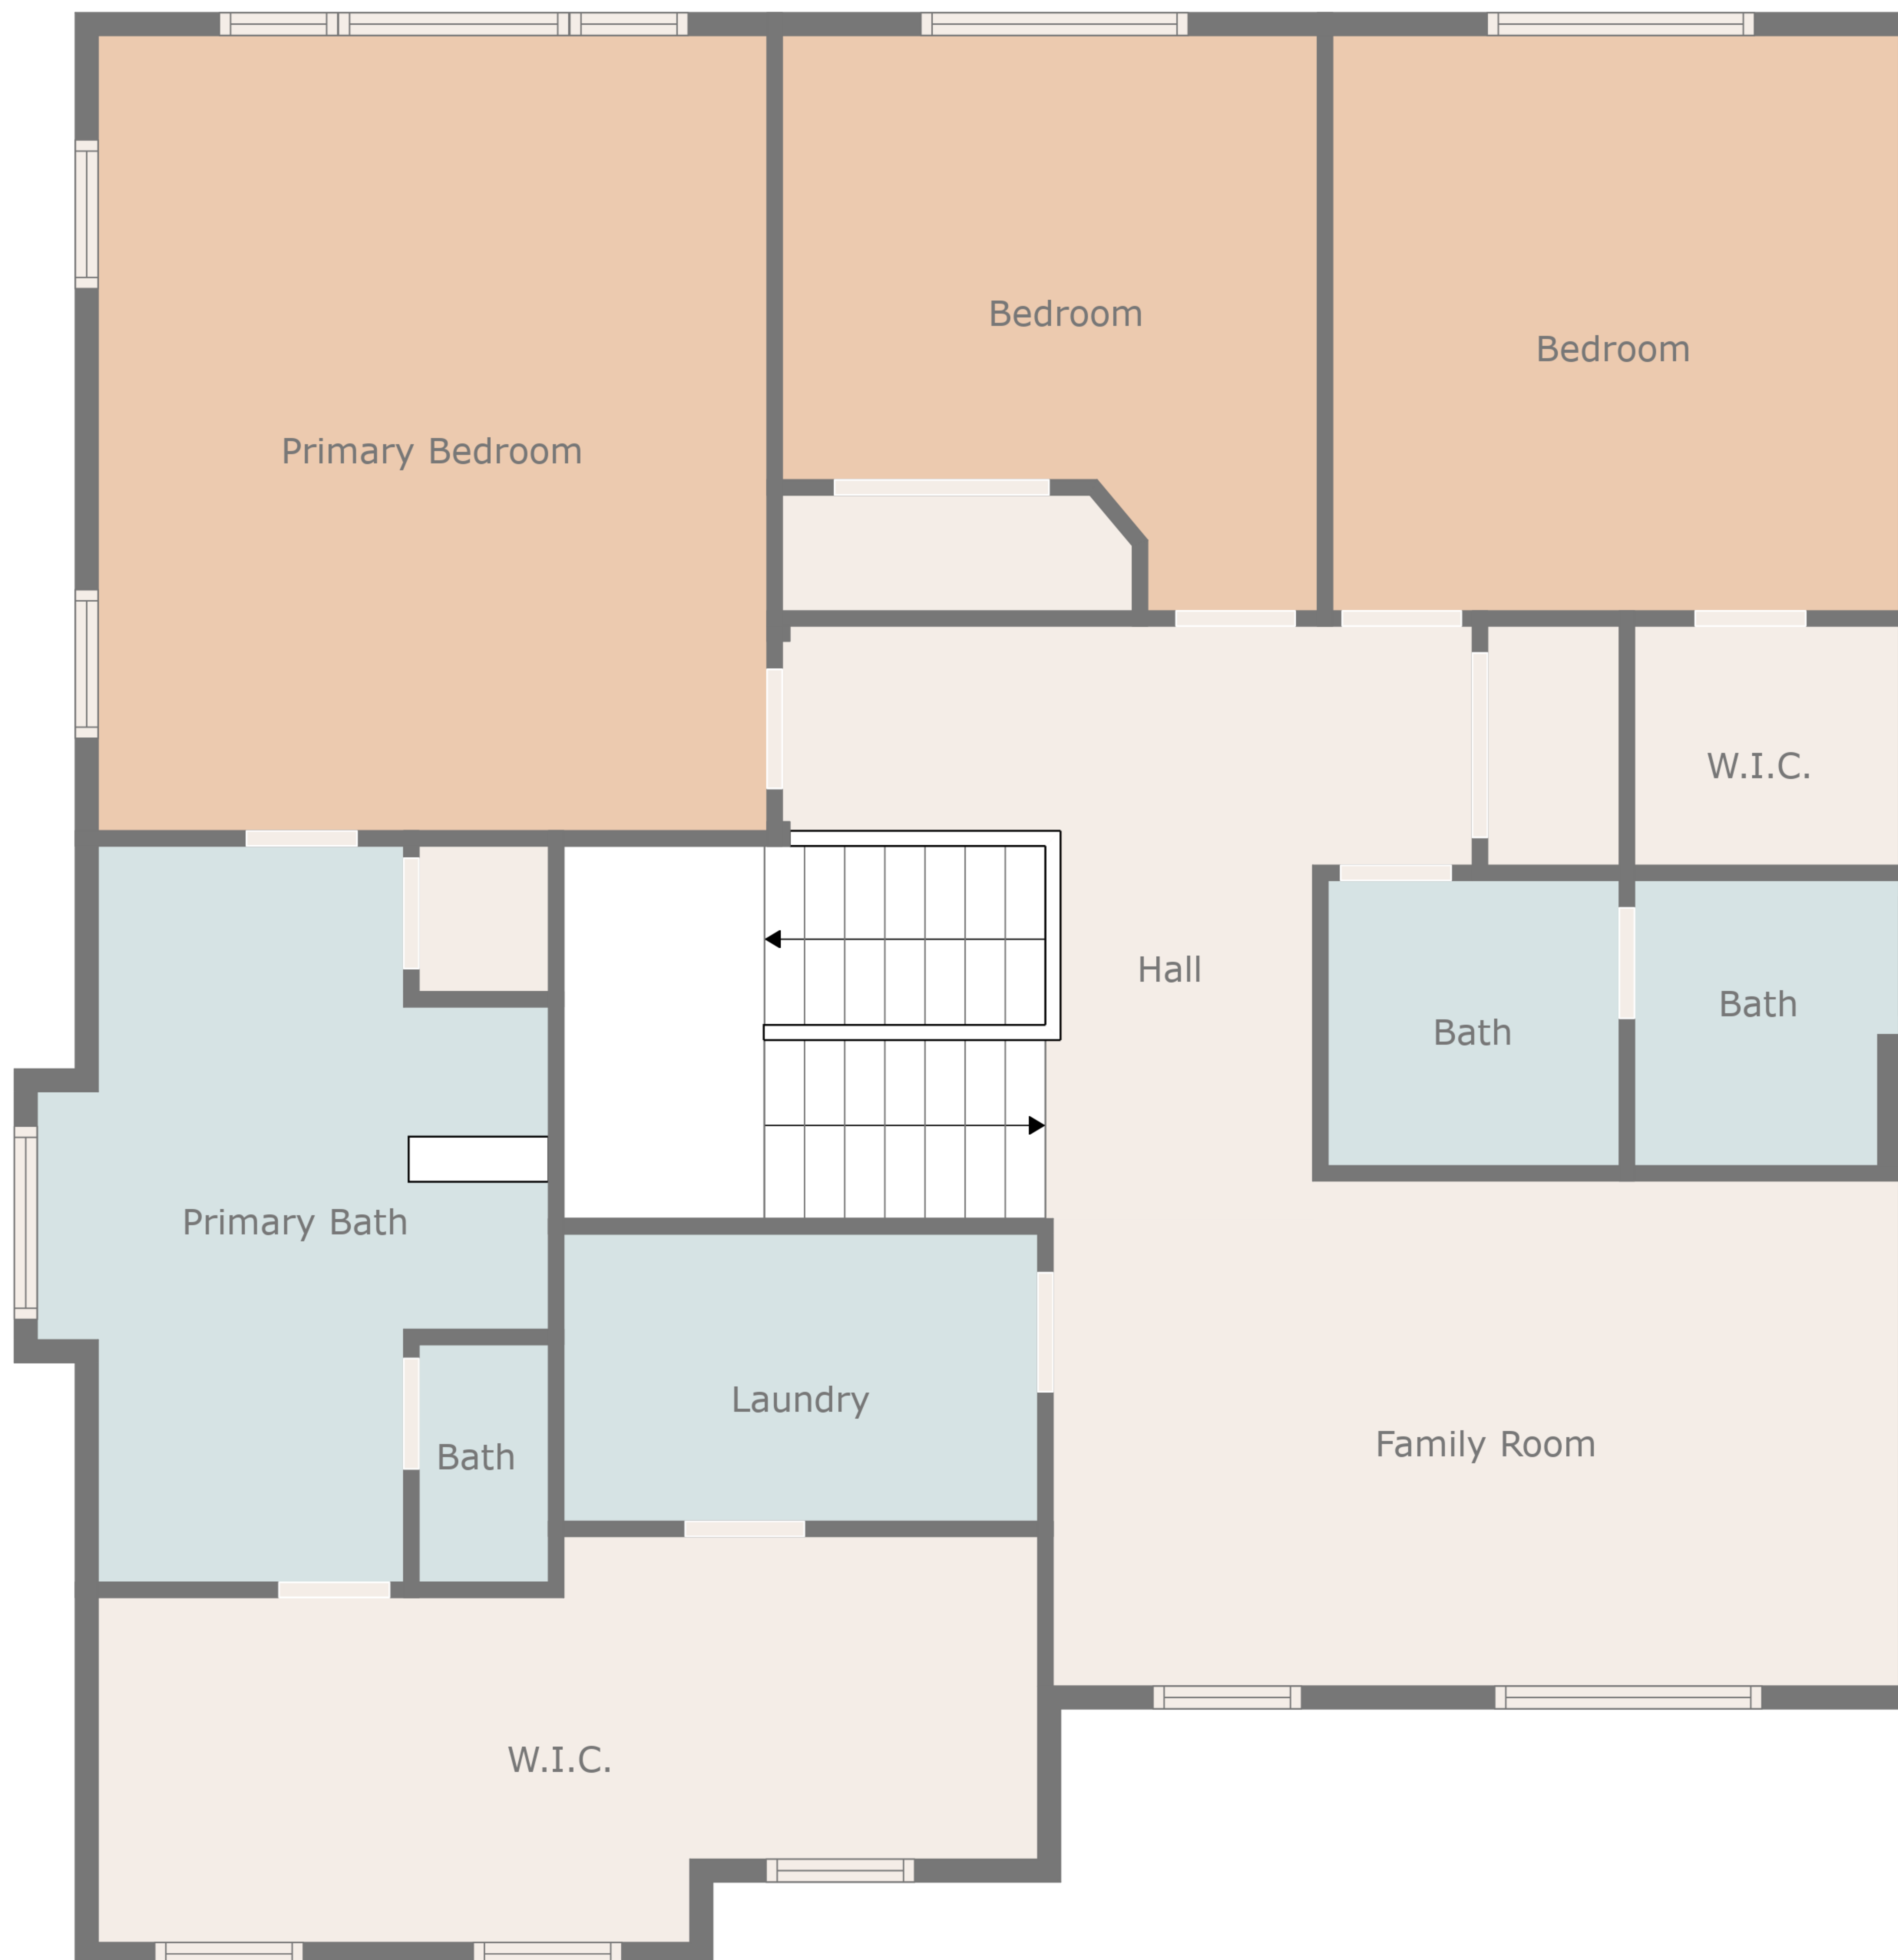 Bedroom
Bedroom
Primary Bedroom
W.I.C.
Hall
Bath
Bath
Primary Bath
Laundry
Family Room
Bath
W.I.C.